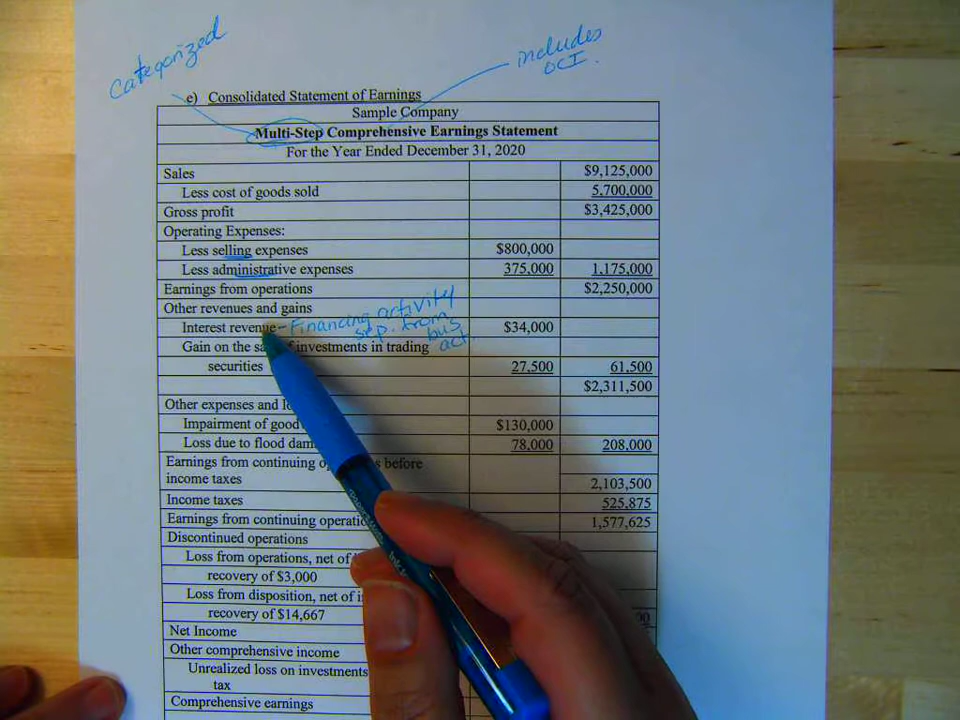 Categorized
includes
OCI.
e) Consolidated Statement of Earnings
Sample Company
Multi-Step Comprehensive Earnings Statement
For the Year Ended December 31, 2020
Sales $9,125,000
Less cost of goods sold 5,700,000
Gross profit $3,425,000
Operating Expenses:
Less selling expenses $800,000
Less administrative expenses 375,000 1,175,000
Earnings from operations $2,250,000
Other revenues and gains
Interest revenue - Financing activity $34,000
sep. from
bus
act.
Gain on the investments in trading
securities 27,500 61,500
$2,311,500
Other expenses and
Impairment of $130,000
Loss due to flood 78,000 208,000
Earnings from continuing before
income taxes 2,103,500
Income taxes 525,875
Earnings from continuing 1,577,625
Discontinued operations
Loss from operations, net of
recovery of $3,000
Loss from disposition, net of
recovery of $14,667
Net Income
Other comprehensive income
Unrealized loss on investments
tax
Comprehensive earnings